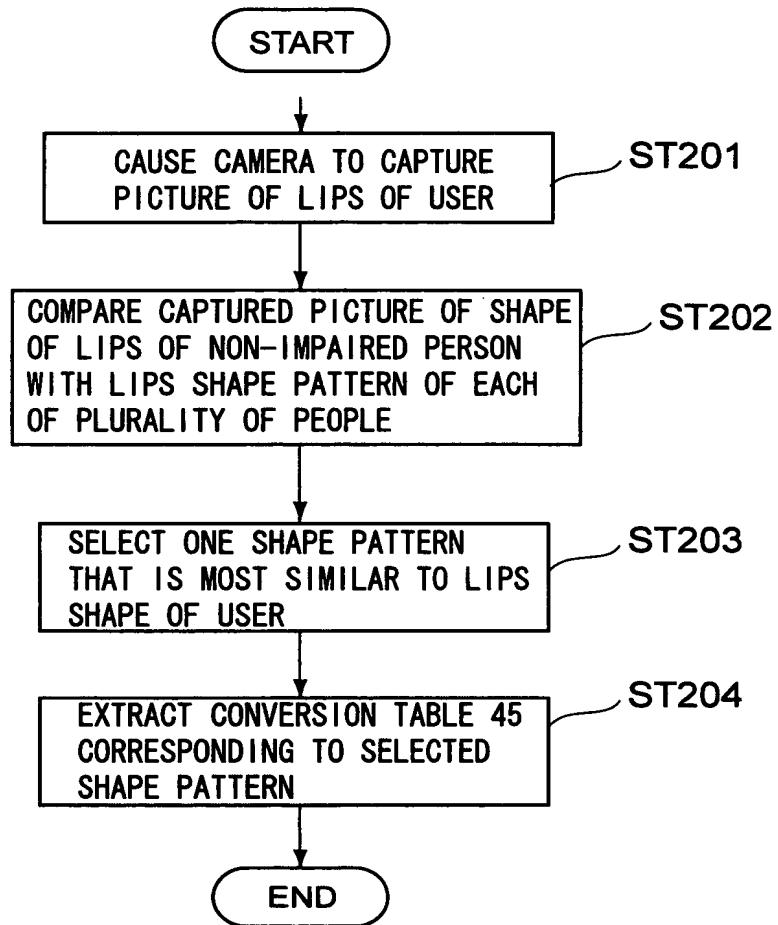 START
CAUSE CAMERA TO CAPTURE
PICTURE OF LIPS OF USER
ST201
COMPARE CAPTURED PICTURE OF SHAPE
OF LIPS OF NON-IMPAIRED PERSON
WITH LIPS SHAPE PATTERN OF EACH
OF PLURALITY OF PEOPLE
ST202
SELECT ONE SHAPE PATTERN
THAT IS MOST SIMILAR TO LIPS
SHAPE OF USER
ST203
EXTRACT CONVERSION TABLE 45
CORRESPONDING TO SELECTED
SHAPE PATTERN
ST204
END